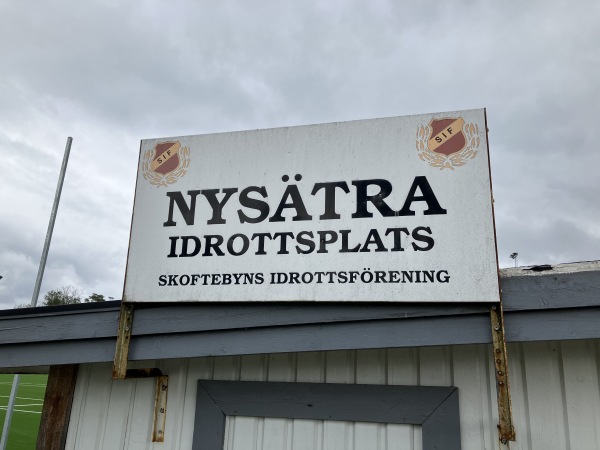 SIF SIF
NYSÄTRA
IDROTTSPLATS
SKOFTEBYNS IDROTTSFÖRENING